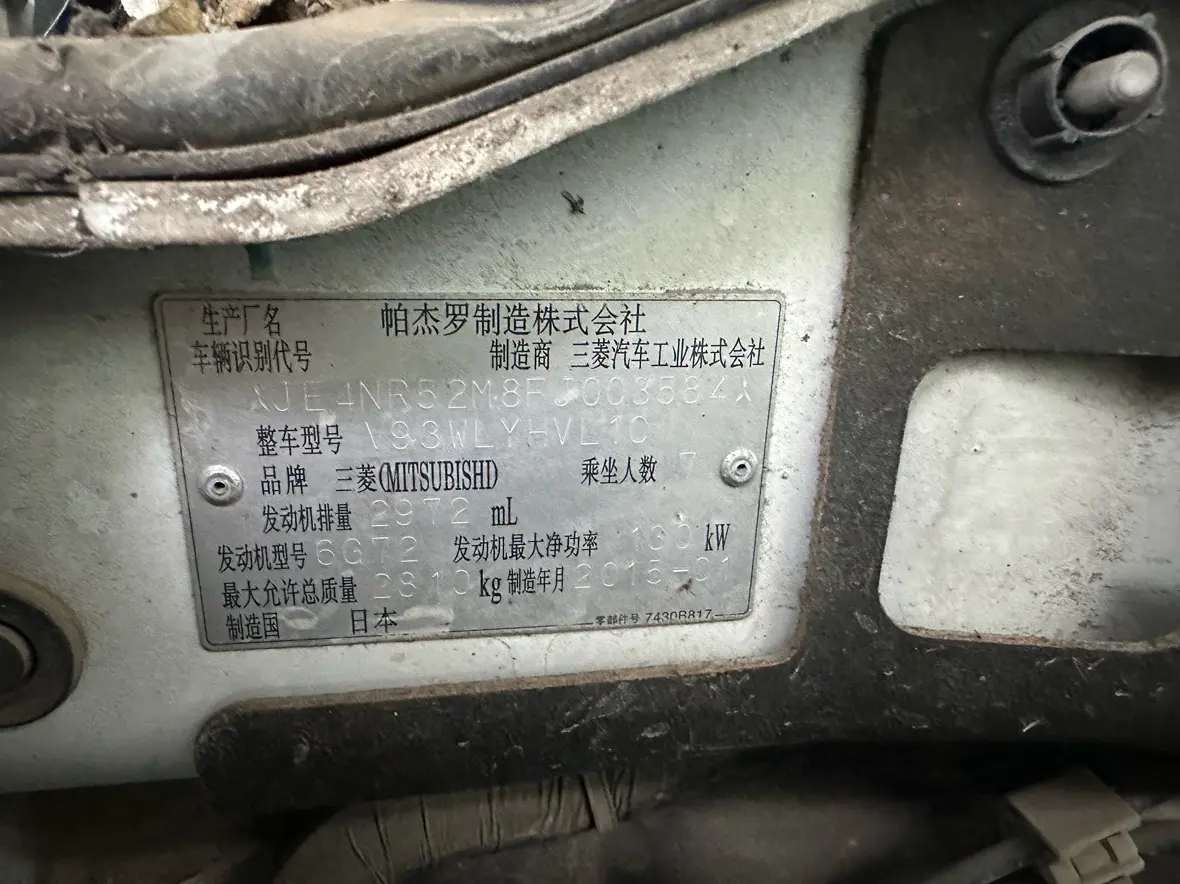 生产厂名 帕杰罗制造株式会社
车辆识别代号 制造商 三菱汽车工业株式会社
整车型号 V93WLYHVL10
品牌 三菱(MITSUBISHI) 乘坐人数 7
发动机排量 2972 mL
发动机型号 6G72 发动机最大净功率 kW
最大允许总质量 2810 kg 制造年月 2015-01
制造国 日本 零部件号 7430B817